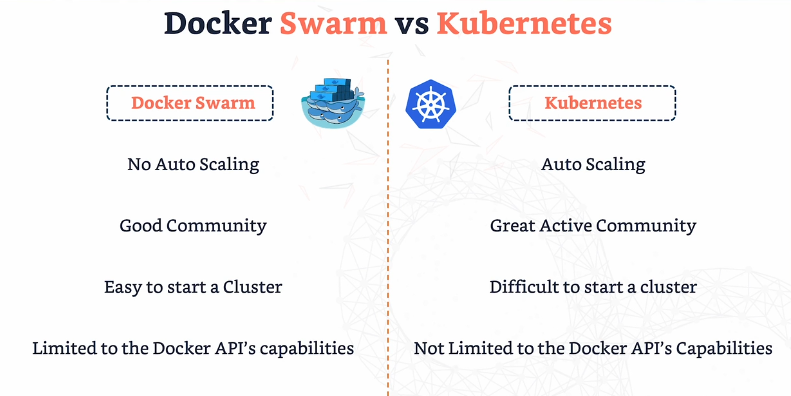 Docker Swarm vs Kubernetes
Docker Swarm
Kubernetes
No Auto Scaling
Auto Scaling
Good Community
Great Active Community
Easy to start a Cluster
Difficult to start a cluster
Limited to the Docker API's capabilities
Not Limited to the Docker API's Capabilities